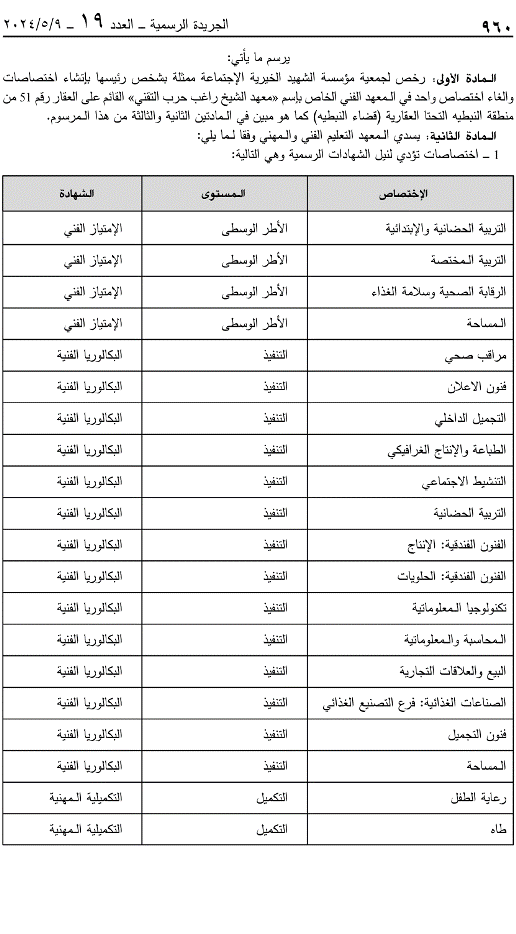 ٩٦٠
الجريدة الرسمية ــ العدد ١٩ ــ ٢٠٢٤/٥/٩
يرسم ما يأتي:
المادة الأولى: رخص لجمعية مؤسسة الشهيد الخيرية الإجتماعية ممثلة بشخص رئيسها بإنشاء اختصاصات
والغاء اختصاص واحد في المعهد الفني الخاص بإسم «معهد الشيخ راغب حرب التقني» القائم على العقار رقم 51 من
منطقة النبطيه التحتا العقارية (قضاء النبطيه) كما هو مبين في المادتين الثانية والثالثة من هذا المرسوم.
المادة الثانية: يسدي المعهد التعليم الفني والمهني وفقا لما يلي:
1 ــ اختصاصات تؤدي لنيل الشهادات الرسمية وهي التالية:
الإختصاص المستوى الشهادة
التربية الحضانية والإبتدائية الأطر الوسطى الإمتياز الفني
التربية المختصة الأطر الوسطى الإمتياز الفني
الرقابة الصحية وسلامة الغذاء الأطر الوسطى الإمتياز الفني
المساحة الأطر الوسطى الإمتياز الفني
مراقب صحي التنفيذ البكالوريا الفنية
فنون الاعلان التنفيذ البكالوريا الفنية
التجميل الداخلي التنفيذ البكالوريا الفنية
الطباعة والإنتاج الغرافيكي التنفيذ البكالوريا الفنية
التنشيط الاجتماعي التنفيذ البكالوريا الفنية
التربية الحضانية التنفيذ البكالوريا الفنية
الفنون الفندقية: الإنتاج التنفيذ البكالوريا الفنية
الفنون الفندقية: الحلويات التنفيذ البكالوريا الفنية
تكنولوجيا المعلوماتية التنفيذ البكالوريا الفنية
المحاسبة والمعلوماتية التنفيذ البكالوريا الفنية
البيع والعلاقات التجارية التنفيذ البكالوريا الفنية
الصناعات الغذائية: فرع التصنيع الغذائي التنفيذ البكالوريا الفنية
فنون التجميل التنفيذ البكالوريا الفنية
المساحة التنفيذ البكالوريا الفنية
رعاية الطفل التكميل التكميلية المهنية
طاه التكميل التكميلية المهنية